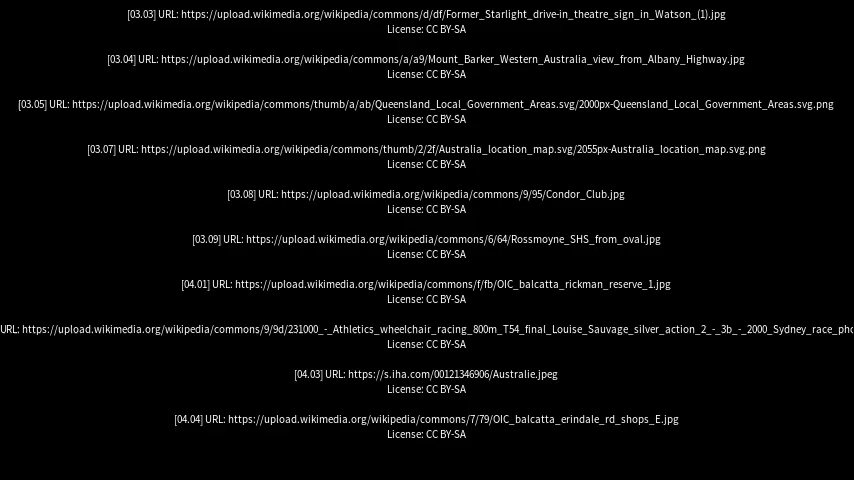 [03.03] URL: https://upload.wikimedia.org/wikipedia/commons/d/df/Former_Starlight_drive-in_theatre_sign_in_Watson_(1).jpg
License: CC BY-SA
[03.04] URL: https://upload.wikimedia.org/wikipedia/commons/a/a9/Mount_Barker_Western_Australia_view_from_Albany_Highway.jpg
License: CC BY-SA
[03.05] URL: https://upload.wikimedia.org/wikipedia/commons/thumb/a/ab/Queensland_Local_Government_Areas.svg/2000px-Queensland_Local_Government_Areas.svg.png
License: CC BY-SA
[03.07] URL: https://upload.wikimedia.org/wikipedia/commons/thumb/2/2f/Australia_location_map.svg/2055px-Australia_location_map.svg.png
License: CC BY-SA
[03.08] URL: https://upload.wikimedia.org/wikipedia/commons/9/95/Condor_Club.jpg
License: CC BY-SA
[03.09] URL: https://upload.wikimedia.org/wikipedia/commons/6/64/Rossmoyne_SHS_from_oval.jpg
License: CC BY-SA
[04.01] URL: https://upload.wikimedia.org/wikipedia/commons/f/fb/OIC_balcatta_rickman_reserve_1.jpg
License: CC BY-SA
URL: https://upload.wikimedia.org/wikipedia/commons/9/9d/231000_-_Athletics_wheelchair_racing_800m_T54_final_Louise_Sauvage_silver_action_2_-_3b_-_2000_Sydney_race_pho
License: CC BY-SA
[04.03] URL: https://s.iha.com/00121346906/Australie.jpeg
License: CC BY-SA
[04.04] URL: https://upload.wikimedia.org/wikipedia/commons/7/79/OIC_balcatta_erindale_rd_shops_E.jpg
License: CC BY-SA